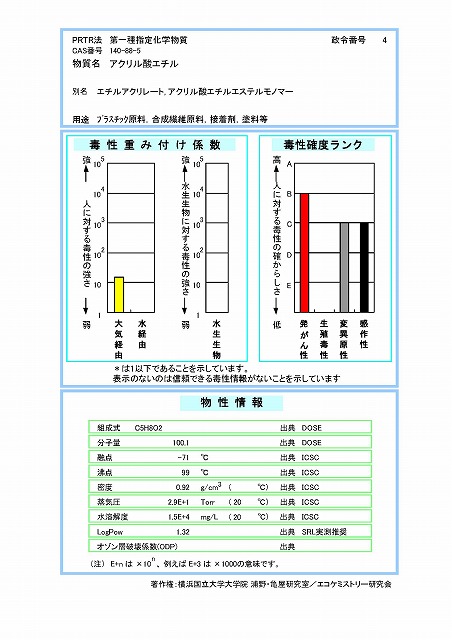 PRTR法 第一種指定化学物質 政令番号 4
CAS番号 140-88-5
物質名 アクリル酸エチル
別名 エチルアクリレート,アクリル酸エチルエステルモノマー
用途 プラスチック原料,合成繊維原料,接着剤,塗料等
毒性重み付け係数
強 人に対する毒性の強さ 弱
10^5
10^4
10^3
10^2
10
1
大気経由 水経由
強 水生生物に対する毒性の強さ 弱
10^5
10^4
10^3
10^2
10
1
水生生物
毒性確度ランク
高 人に対する毒性の確からしさ 低
A
B
C
D
E
発がん性 生殖毒性 変異原性 感作性
*は1以下であることを示しています。
表示のないのは信頼できる毒性情報がないことを示しています
物性情報
組成式 C5H8O2 出典 DOSE
分子量 100.1 出典 DOSE
融点 -71 ℃ 出典 ICSC
沸点 99 ℃ 出典 ICSC
密度 0.92 g/cm³ ( ℃) 出典 ICSC
蒸気圧 2.9E+1 Torr (20 ℃) 出典 ICSC
水溶解度 1.5E+4 mg/L (20 ℃) 出典 ICSC
LogPow 1.32 出典 SRL実測推奨
オゾン層破壊係数(ODP) 出典
(注) E+n は ×10^n、例えば E+3 は ×1000の意味です。
著作権:横浜国立大学大学院 浦野・亀屋研究室/エコケミストリー研究会